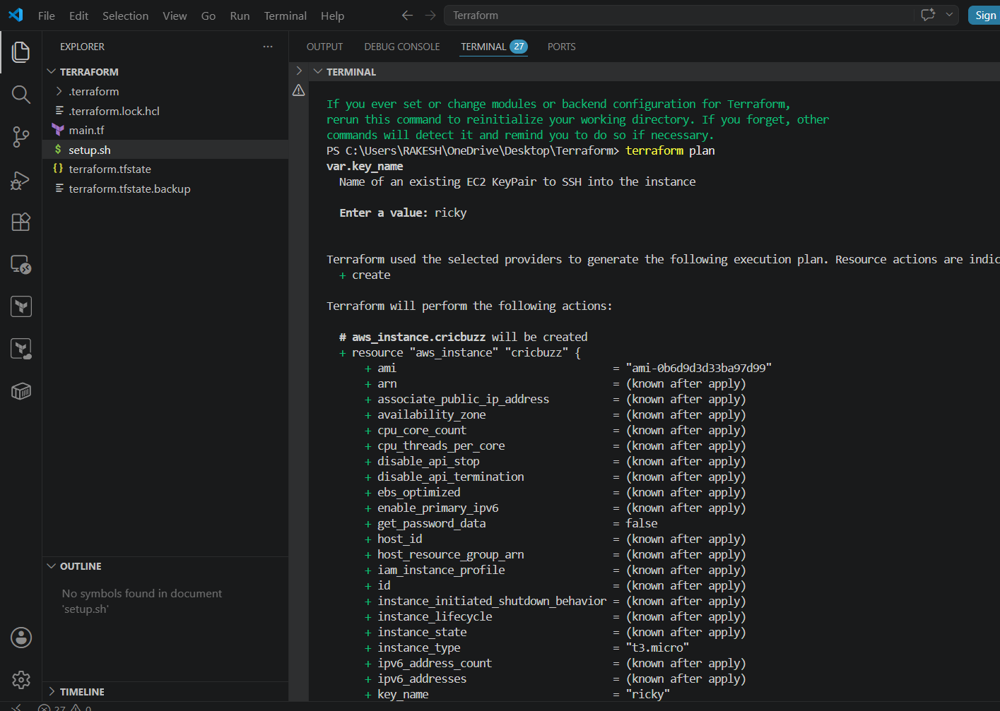 File Edit Selection View Go Run Terminal Help
Terraform
Sign
EXPLORER
TERRAFORM
.terraform
.terraform.lock.hcl
main.tf
$ setup.sh
{} terraform.tfstate
terraform.tfstate.backup
OUTLINE
No symbols found in document
'setup.sh'
TIMELINE
27 0
OUTPUT DEBUG CONSOLE TERMINAL 27 PORTS
TERMINAL
If you ever set or change modules or backend configuration for Terraform,
rerun this command to reinitialize your working directory. If you forget, other
commands will detect it and remind you to do so if necessary.
PS C:\Users\RAKESH\OneDrive\Desktop\Terraform> terraform plan
var.key_name
Name of an existing EC2 KeyPair to SSH into the instance
Enter a value: ricky
Terraform used the selected providers to generate the following execution plan. Resource actions are indic
+ create
Terraform will perform the following actions:
# aws_instance.cricbuzz will be created
+ resource "aws_instance" "cricbuzz" {
+ ami = "ami-0b6d9d3d33ba97d99"
+ arn = (known after apply)
+ associate_public_ip_address = (known after apply)
+ availability_zone = (known after apply)
+ cpu_core_count = (known after apply)
+ cpu_threads_per_core = (known after apply)
+ disable_api_stop = (known after apply)
+ disable_api_termination = (known after apply)
+ ebs_optimized = (known after apply)
+ enable_primary_ipv6 = (known after apply)
+ get_password_data = false
+ host_id = (known after apply)
+ host_resource_group_arn = (known after apply)
+ iam_instance_profile = (known after apply)
+ id = (known after apply)
+ instance_initiated_shutdown_behavior = (known after apply)
+ instance_lifecycle = (known after apply)
+ instance_state = (known after apply)
+ instance_type = "t3.micro"
+ ipv6_address_count = (known after apply)
+ ipv6_addresses = (known after apply)
+ key_name = "ricky"